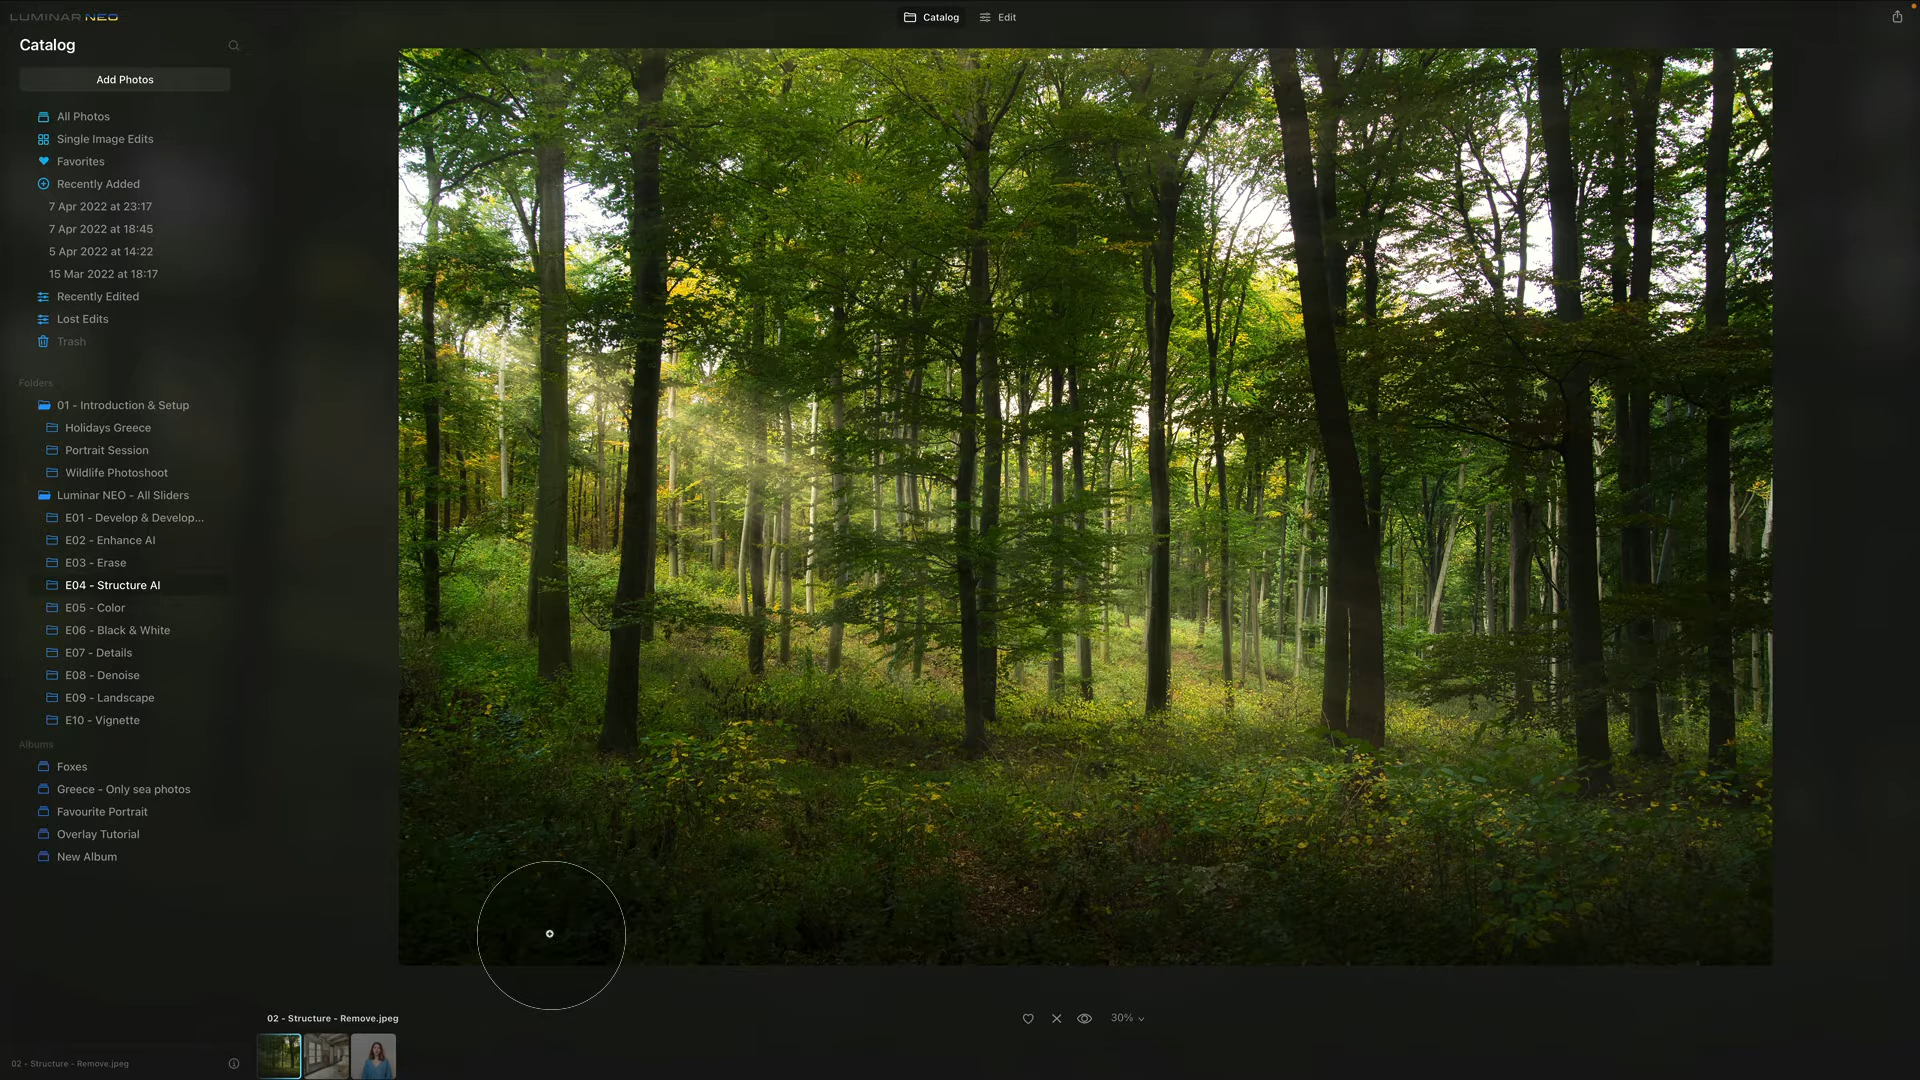 LUMINAR NEO
Catalog
Edit
Catalog
Add Photos
All Photos
Single Image Edits
Favorites
Recently Added
7 Apr 2022 at 23:17
7 Apr 2022 at 18:45
5 Apr 2022 at 14:22
15 Mar 2022 at 18:17
Recently Edited
Lost Edits
Trash
Folders
01 - Introduction & Setup
Holidays Greece
Portrait Session
Wildlife Photoshoot
Luminar NEO - All Sliders
E01 - Develop & Develop...
E02 - Enhance AI
E03 - Erase
E04 - Structure AI
E05 - Color
E06 - Black & White
E07 - Details
E08 - Denoise
E09 - Landscape
E10 - Vignette
Albums
Foxes
Greece - Only sea photos
Favourite Portrait
Overlay Tutorial
New Album
02 - Structure - Remove.jpeg
30%
02 - Structure - Remove.jpeg